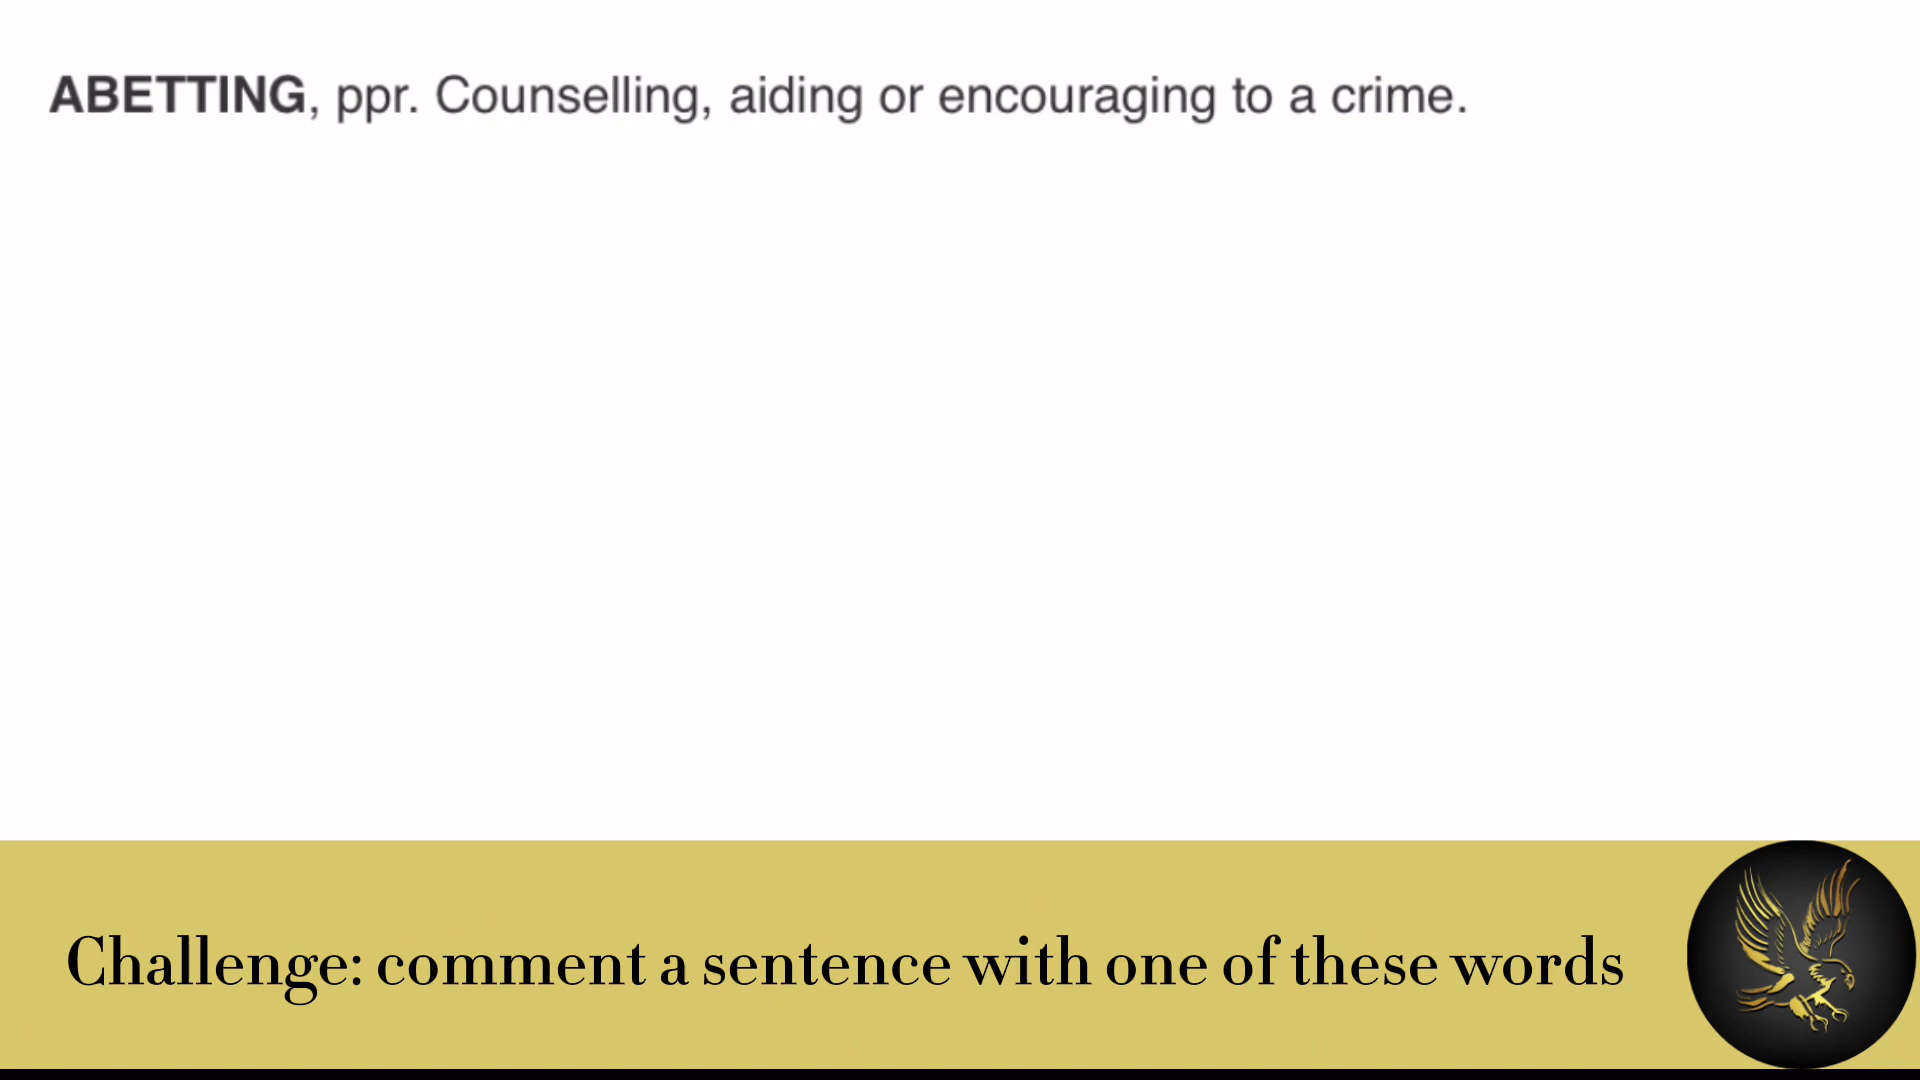 ABETTING, ppr. Counselling, aiding or encouraging to a crime.
Challenge: comment a sentence with one of these words